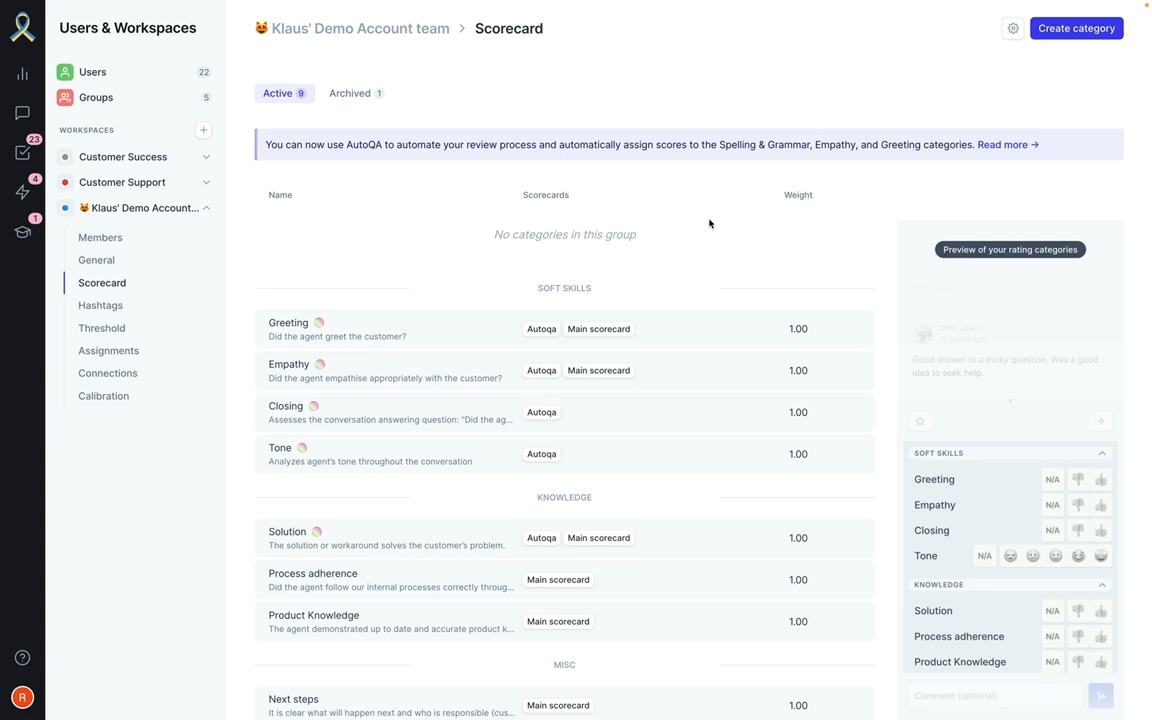 Users & Workspaces
Users 22
Groups 5
WORKSPACES
Customer Success
Customer Support
Klaus' Demo Account...
Members
General
Scorecard
Hashtags
Threshold
Assignments
Connections
Calibration
23
4
1
R
Klaus' Demo Account team > Scorecard
Create category
Active 9 Archived 1
You can now use AutoQA to automate your review process and automatically assign scores to the Spelling & Grammar, Empathy, and Greeting categories. Read more →
Name Scorecards Weight
No categories in this group
SOFT SKILLS
Greeting Autoqa Main scorecard 1.00
Did the agent greet the customer?
Empathy Autoqa Main scorecard 1.00
Did the agent empathise appropriately with the customer?
Closing Autoqa 1.00
Assesses the conversation answering question: "Did the ag...
Tone Autoqa 1.00
Analyzes agent's tone throughout the conversation
KNOWLEDGE
Solution Autoqa Main scorecard 1.00
The solution or workaround solves the customer's problem.
Process adherence Main scorecard 1.00
Did the agent follow our internal processes correctly throug...
Product Knowledge Main scorecard 1.00
The agent demonstrated up to date and accurate product k...
MISC
Next steps Main scorecard 1.00
It is clear what will happen next and who is responsible (cus...
Preview of your rating categories
Good answer to a tricky question. Was a good
idea to seek help.
SOFT SKILLS
Greeting N/A
Empathy N/A
Closing N/A
Tone N/A
KNOWLEDGE
Solution N/A
Process adherence N/A
Product Knowledge N/A
Comment (optional)